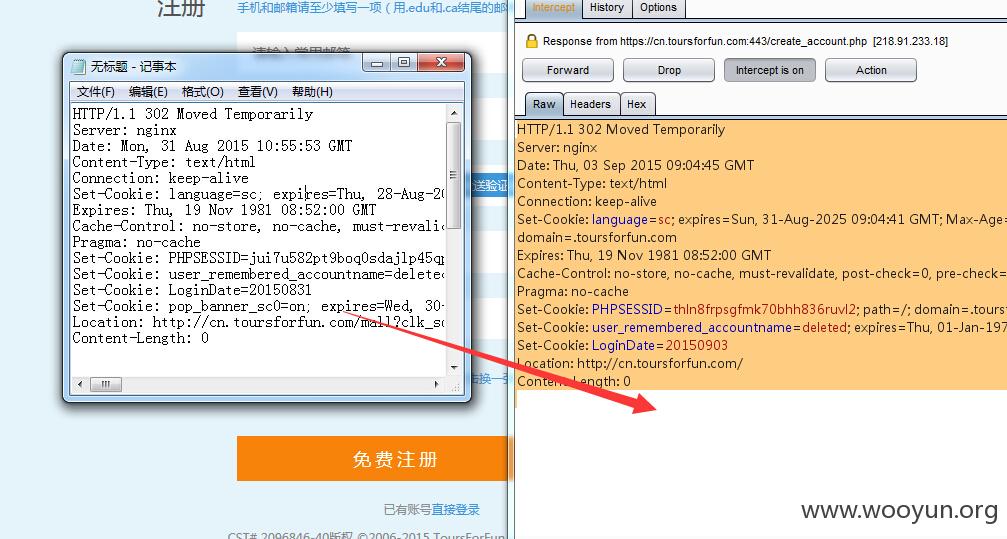 注册
手机和邮箱请至少填写一项（用.edu和.ca结尾的邮
请输入常用邮箱
无标题 - 记事本
文件(F) 编辑(E) 格式(O) 查看(V) 帮助(H)
HTTP/1.1 302 Moved Temporarily
Server: nginx
Date: Mon, 31 Aug 2015 10:55:53 GMT
Content-Type: text/html
Connection: keep-alive
Set-Cookie: language=sc; expires=Thu, 28-Aug-20
Expires: Thu, 19 Nov 1981 08:52:00 GMT
Cache-Control: no-store, no-cache, must-revali
Pragma: no-cache
Set-Cookie: PHPSESSID=jui7u582pt9boq0sdajlp45qp
Set-Cookie: user_remembered_accountname=delete
Set-Cookie: LoginDate=20150831
Set-Cookie: pop_banner_sc0=on; expires=Wed, 30-
Location: http://cn.toursforfun.com/mall?clk_so
Content-Length: 0
送验证
换一张
免费注册
已有账号直接登录
CST# 2096846-40版权 ©2006-2015 ToursForFun
Intercept History Options
Response from https://cn.toursforfun.com:443/create_account.php [218.91.233.18]
Forward Drop Intercept is on Action
Raw Headers Hex
HTTP/1.1 302 Moved Temporarily
Server: nginx
Date: Thu, 03 Sep 2015 09:04:45 GMT
Content-Type: text/html
Connection: keep-alive
Set-Cookie: language=sc; expires=Sun, 31-Aug-2025 09:04:41 GMT; Max-Age=
domain=.toursforfun.com
Expires: Thu, 19 Nov 1981 08:52:00 GMT
Cache-Control: no-store, no-cache, must-revalidate, post-check=0, pre-check=
Pragma: no-cache
Set-Cookie: PHPSESSID=thln8frpsgfmk70bhh836ruvl2; path=/; domain=.tours
Set-Cookie: user_remembered_accountname=deleted; expires=Thu, 01-Jan-197
Set-Cookie: LoginDate=20150903
Location: http://cn.toursforfun.com/
Content-Length: 0
www.wooyun.org